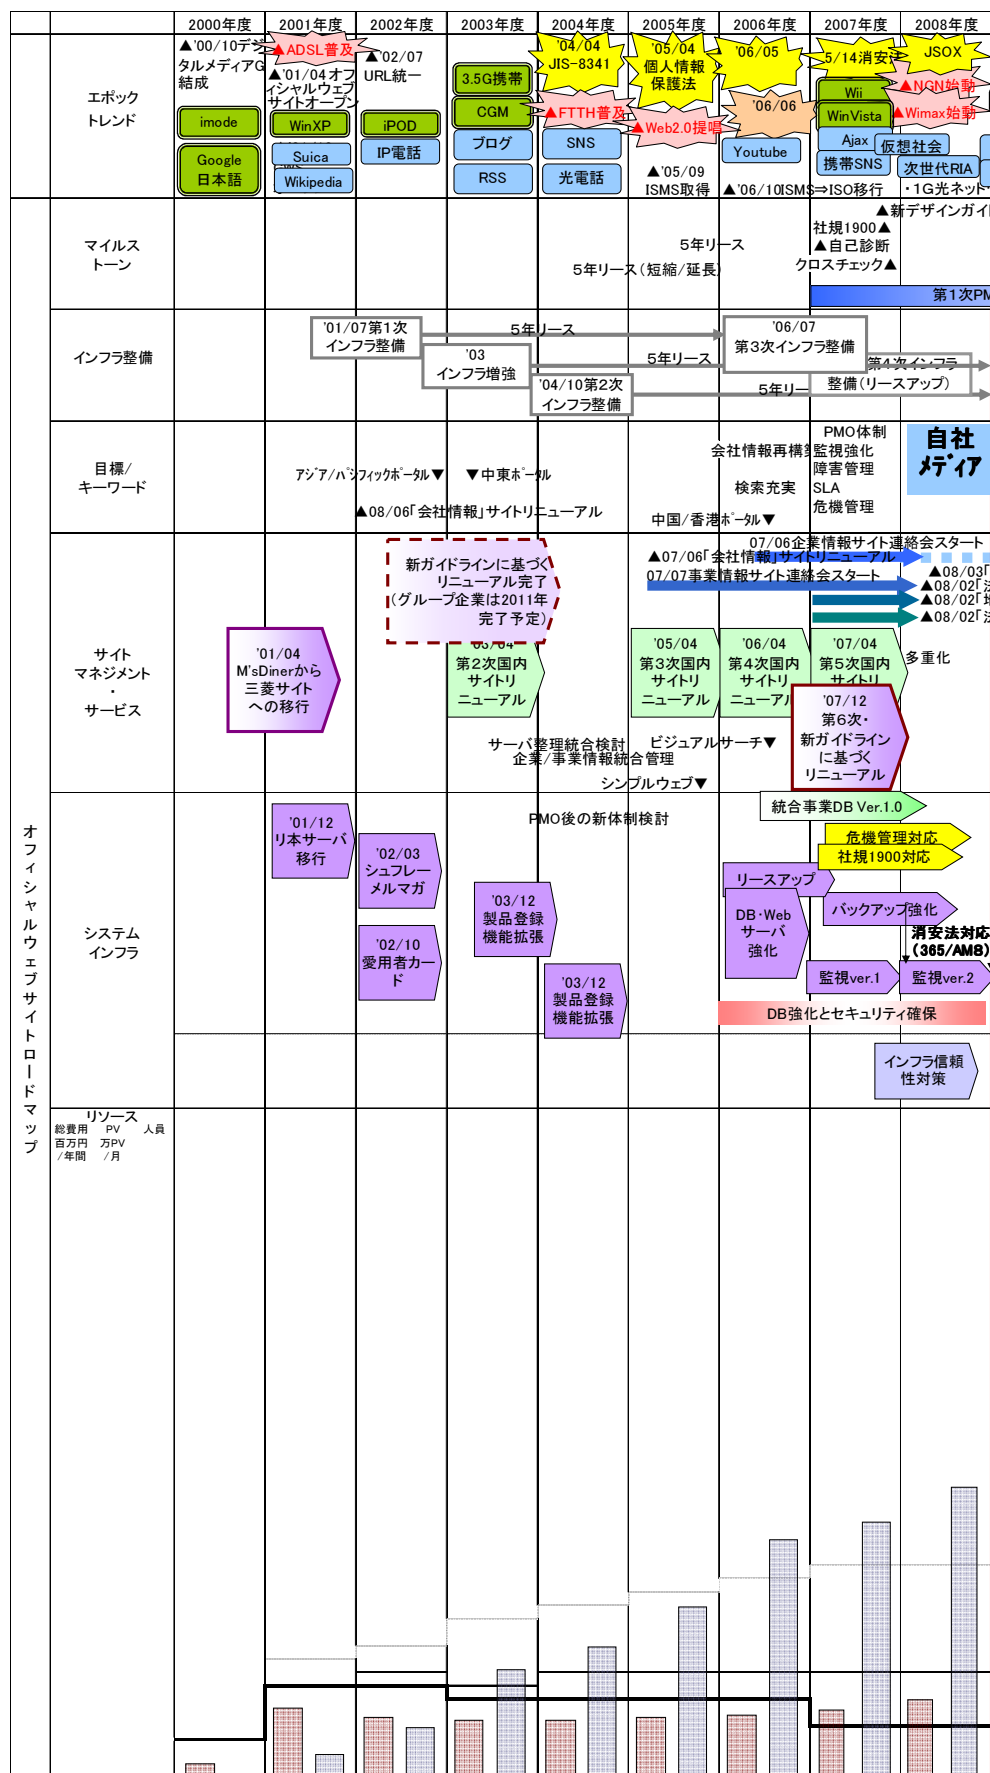 2000年度 2001年度 2002年度 2003年度 2004年度 2005年度 2006年度 2007年度 2008年度
エポック
トレンド
▲'00/10デジ
タルメディアG
結成
imode
Google
日本語
▲ADSL普及
▲'01/04 オフ
ィシャルウェブ
サイトオープン
WinXP
Suica
Wikipedia
▲'02/07
URL統一
iPOD
IP電話
3.5G携帯
CGM
ブログ
RSS
'04/04
JIS-8341
▲FTTH普及
SNS
光電話
'05/04
個人情報
保護法
▲Web2.0提唱
▲'05/09
ISMS取得
'06/05
'06/06
Youtube
▲'06/10ISMS⇒ISO移行
5/14消安法
Wii
WinVista
Ajax
携帯SNS
JSOX
▲NGN始動
▲Wimax始動
仮想社会
次世代RIA
・1G光ネット
マイルス
トーン
▲新デザインガイド
社規1900▲
▲自己診断
クロスチェック▲
5年リース
5年リース(短縮/延長)
第1次PM
インフラ整備
'01/07第1次
インフラ整備
5年リース
'03
インフラ増強
5年リース
'04/10第2次
インフラ整備
5年リー
'06/07
第3次インフラ整備
第4次インフラ
整備(リースアップ)
目標/
キーワード
アジア/パシフィックポータル▼
▼中東ポータル
▲08/06「会社情報」サイトリニューアル
会社情報再構築
検索充実
中国/香港ポータル▼
PMO体制
監視強化
障害管理
SLA
危機管理
自社
メディア
サイト
マネジメント
・
サービス
07/06企業情報サイト連絡会スタート
▲07/06「会社情報」サイトリニューアル
07/07事業情報サイト連絡会スタート
▲08/03「
▲08/02「法
▲08/02「地
▲08/02「法
新ガイドラインに基づく
リニューアル完了
(グループ企業は2011年
完了予定)
'01/04
M'sDinerから
三菱サイト
への移行
'03/04
第2次国内
サイトリ
ニューアル
'05/04
第3次国内
サイトリ
ニューアル
'06/04
第4次国内
サイトリ
ニューアル
'07/04
第5次国内
サイトリ
多重化
'07/12
第6次・
新ガイドライン
に基づく
リニューアル
サーバ整理統合検討
企業/事業情報統合管理
ビジュアルサーチ▼
シンプルウェブ▼
オフィシャルウェブサイトロードマップ
システム
インフラ
統合事業DB Ver.1.0
PMO後の新体制検討
'01/12
リ本サーバ
移行
'02/03
シュフレー
メルマガ
'02/10
愛用者カー
ド
'03/12
製品登録
機能拡張
'03/12
製品登録
機能拡張
危機管理対応
社規1900対応
リースアップ
DB・Web
サーバ
強化
バックアップ強化
消安法対応
(365/AM8)
監視ver.1
監視ver.2
DB強化とセキュリティ確保
インフラ信頼
性対策
リソース
総費用 PV 人員
百万円 万PV
/年間 /月